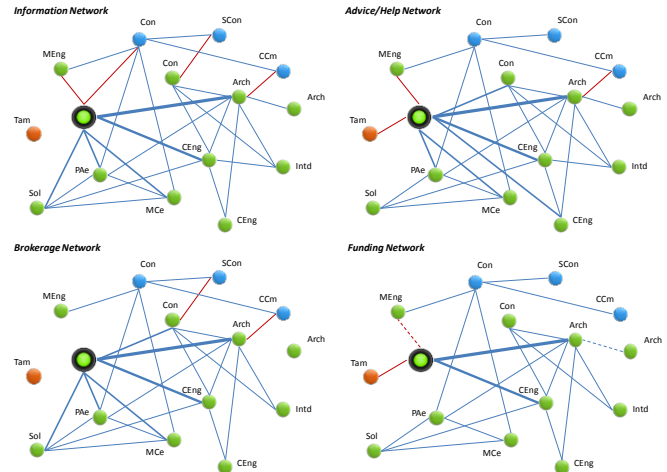 Information Network
Con
SCon
MEng
Con
CCm
Arch
Arch
Tam
CEng
Intd
PAe
Sol
MCe
CEng
Advice/Help Network
Con
SCon
MEng
Con
CCm
Arch
Arch
Tam
CEng
Intd
PAe
Sol
MCe
CEng
Brokerage Network
Con
SCon
MEng
Con
CCm
Arch
Arch
Tam
CEng
Intd
PAe
Sol
MCe
CEng
Funding Network
Con
SCon
MEng
Con
CCm
Arch
Arch
Tam
CEng
Intd
PAe
Sol
MCe
CEng